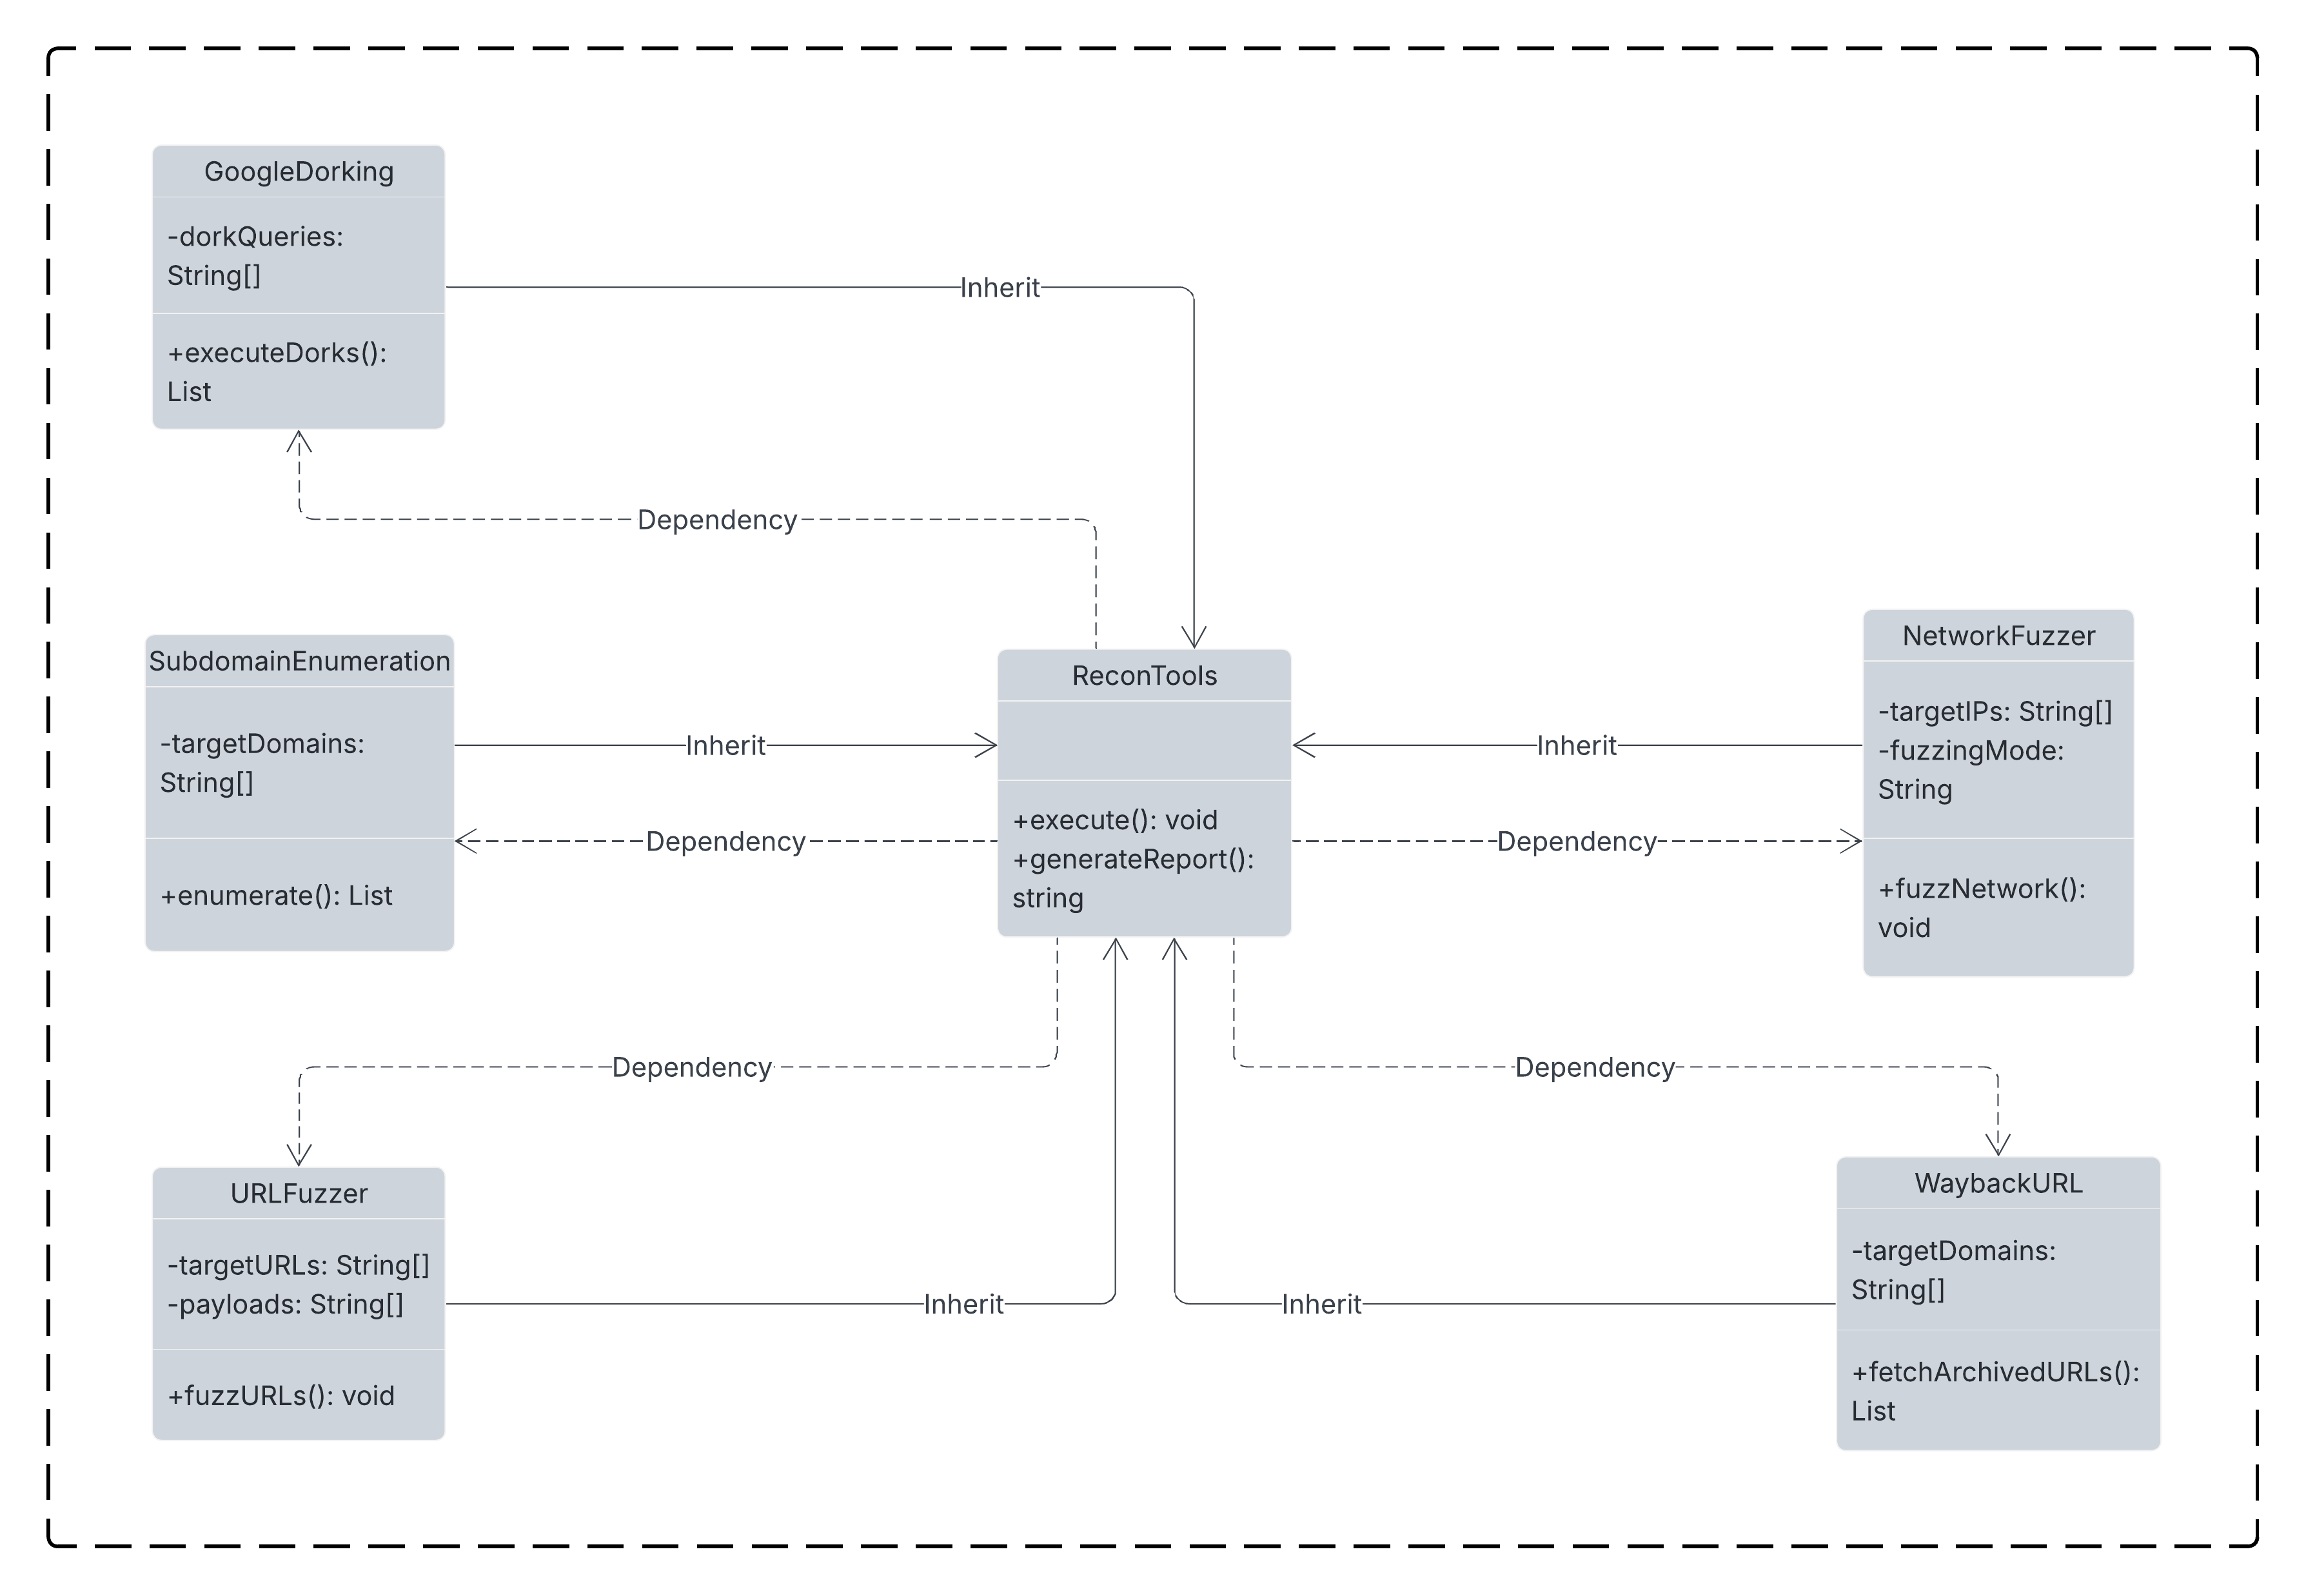 GoogleDorking
-dorkQueries:
String[]
+executeDorks():
List
Inherit
Dependency
SubdomainEnumeration
-targetDomains:
String[]
+enumerate(): List
Inherit
Dependency
ReconTools
+execute(): void
+generateReport():
string
Inherit
Dependency
NetworkFuzzer
-targetIPs: String[]
-fuzzingMode:
String
+fuzzNetwork():
void
Dependency
Dependency
URLFuzzer
-targetURLs: String[]
-payloads: String[]
+fuzzURLs(): void
Inherit
Inherit
WaybackURL
-targetDomains:
String[]
+fetchArchivedURLs():
List